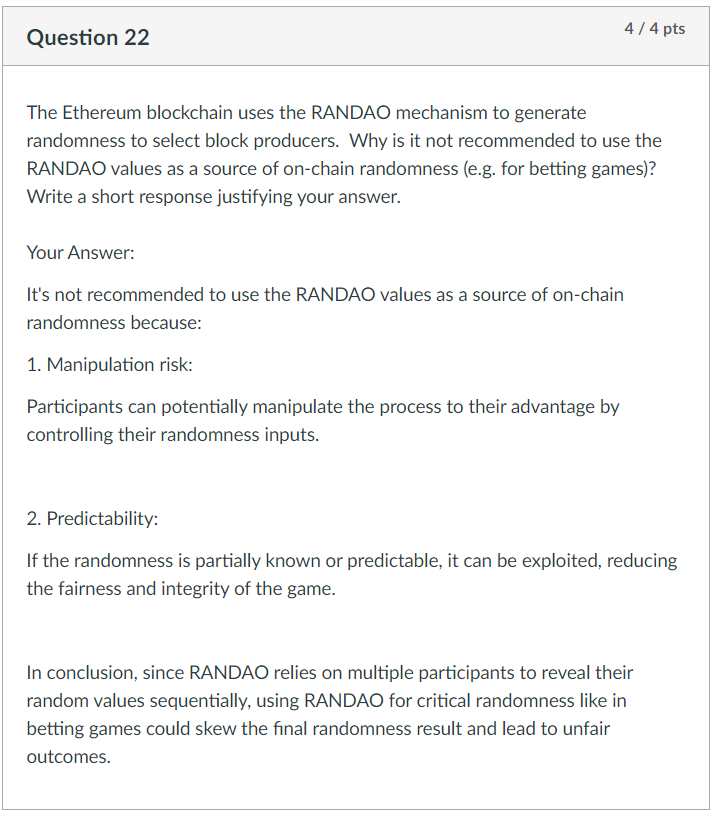 Question 22
4 / 4 pts
The Ethereum blockchain uses the RANDAO mechanism to generate
randomness to select block producers.  Why is it not recommended to use the
RANDAO values as a source of on-chain randomness (e.g. for betting games)?
Write a short response justifying your answer.
Your Answer:
It's not recommended to use the RANDAO values as a source of on-chain
randomness because:
1. Manipulation risk:
Participants can potentially manipulate the process to their advantage by
controlling their randomness inputs.
2. Predictability:
If the randomness is partially known or predictable, it can be exploited, reducing
the fairness and integrity of the game.
In conclusion, since RANDAO relies on multiple participants to reveal their
random values sequentially, using RANDAO for critical randomness like in
betting games could skew the final randomness result and lead to unfair
outcomes.